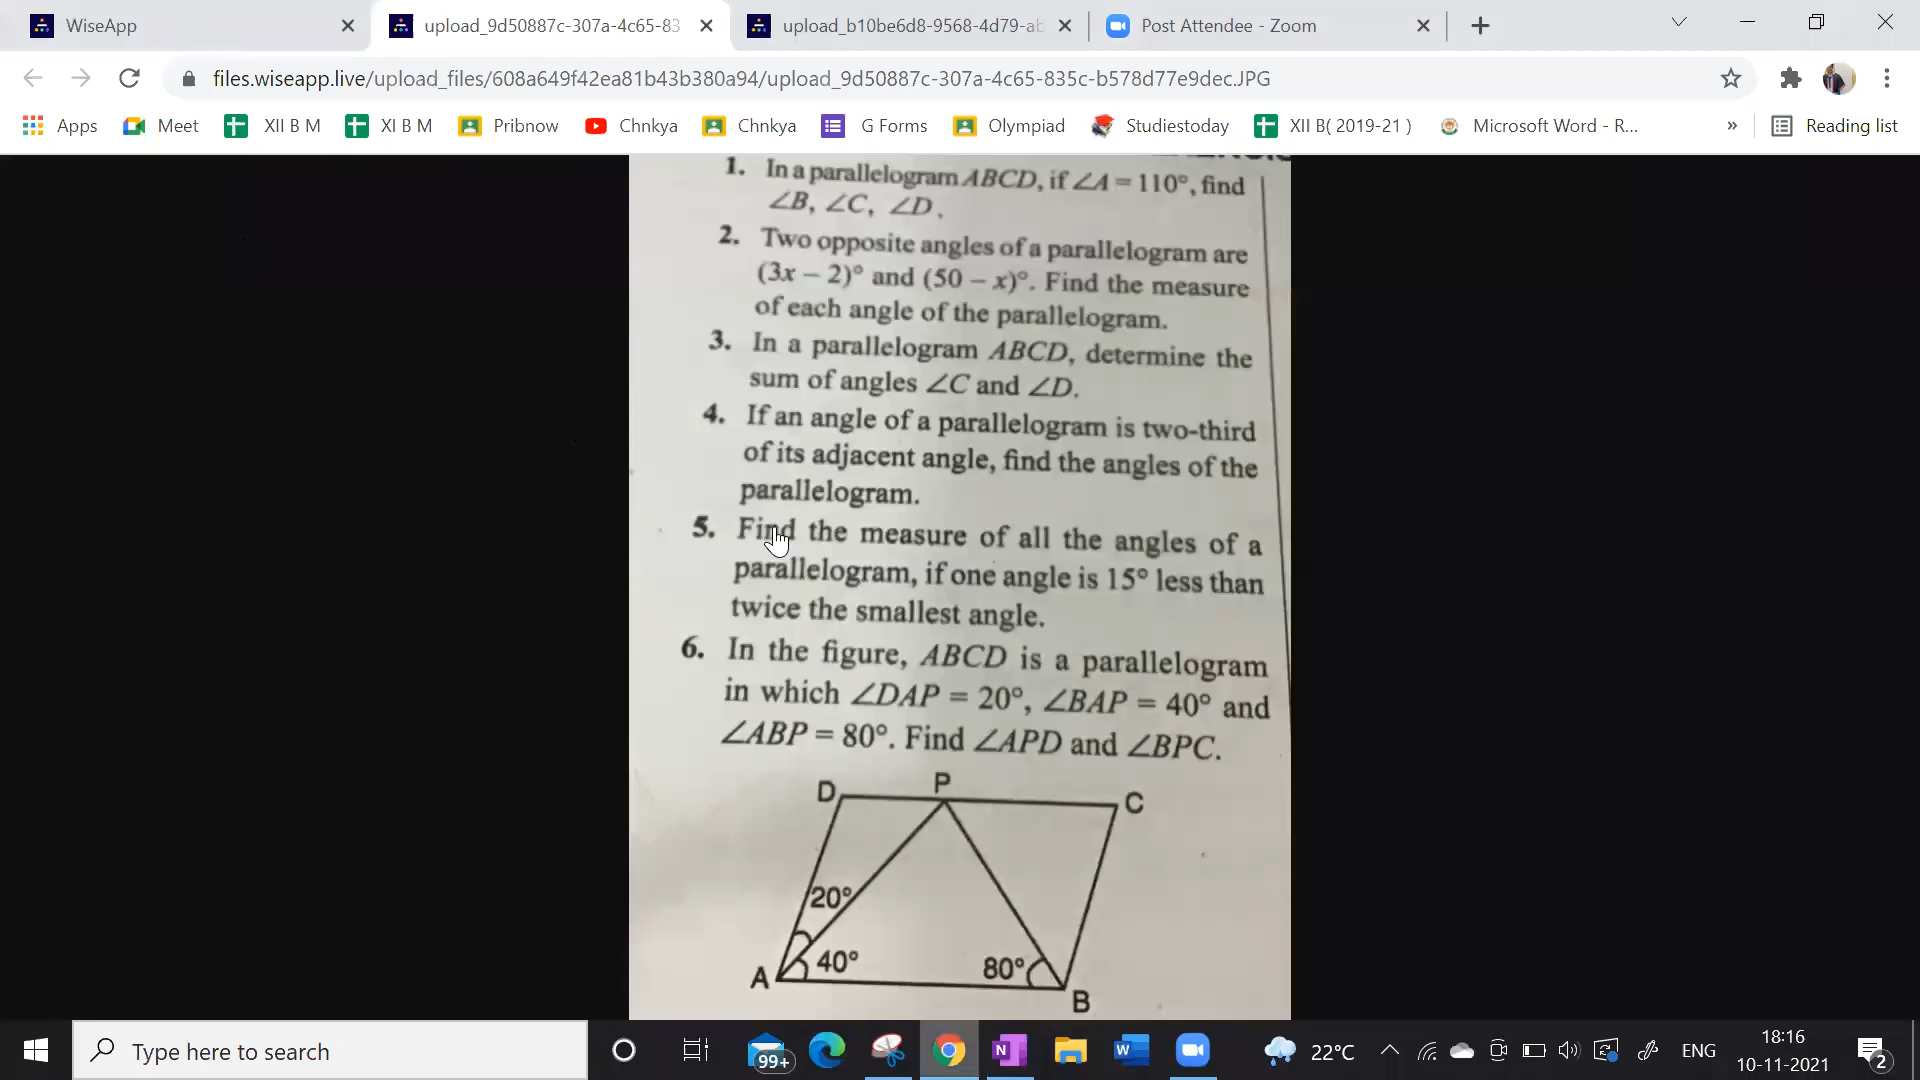 WiseApp
upload_9d50887c-307a-4c65-83
upload_b10be6d8-9568-4d79-ab
Post Attendee - Zoom
files.wiseapp.live/upload_files/608a649f42ea81b43b380a94/upload_9d50887c-307a-4c65-835c-b578d77e9dec.JPG
Apps Meet XII B M XI B M Pribnow Chnkya Chnkya G Forms Olympiad Studiestoday XII B( 2019-21 ) Microsoft Word - R... » Reading list
1. In a parallelogram ABCD, if ∠A = 110°, find
∠B, ∠C, ∠D.
2. Two opposite angles of a parallelogram are
(3x – 2)° and (50 – x)°. Find the measure
of each angle of the parallelogram.
3. In a parallelogram ABCD, determine the
sum of angles ∠C and ∠D.
4. If an angle of a parallelogram is two-third
of its adjacent angle, find the angles of the
parallelogram.
5. Find the measure of all the angles of a
parallelogram, if one angle is 15° less than
twice the smallest angle.
6. In the figure, ABCD is a parallelogram
in which ∠DAP = 20°, ∠BAP = 40° and
∠ABP = 80°. Find ∠APD and ∠BPC.
D P C
20°
A 40° 80° B
Type here to search
99+
22°C
ENG
18:16
10-11-2021
2